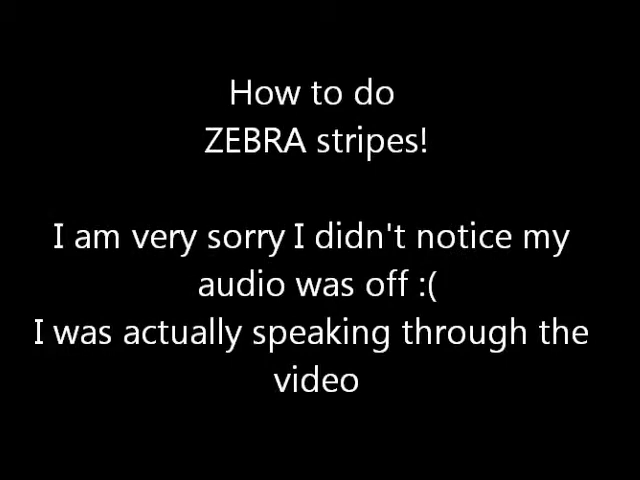 How to do
ZEBRA stripes!
I am very sorry I didn't notice my
audio was off :(
I was actually speaking through the
video